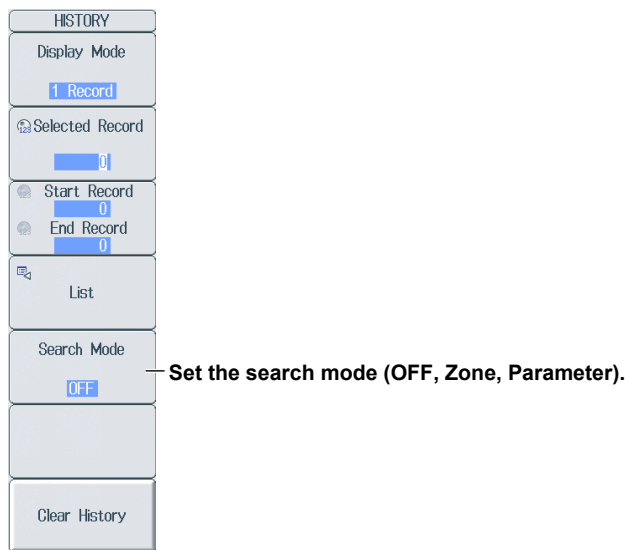 HISTORY
Display Mode
1 Record
Selected Record
0
Start Record
0
End Record
0
List
Search Mode
OFF
Set the search mode (OFF, Zone, Parameter).
Clear History